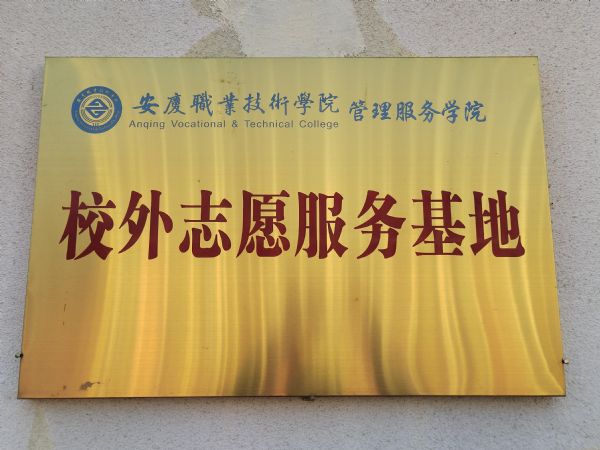 安慶職業技術學院 管理服务学院
Anqing Vocational & Technical College
校外志愿服务基地